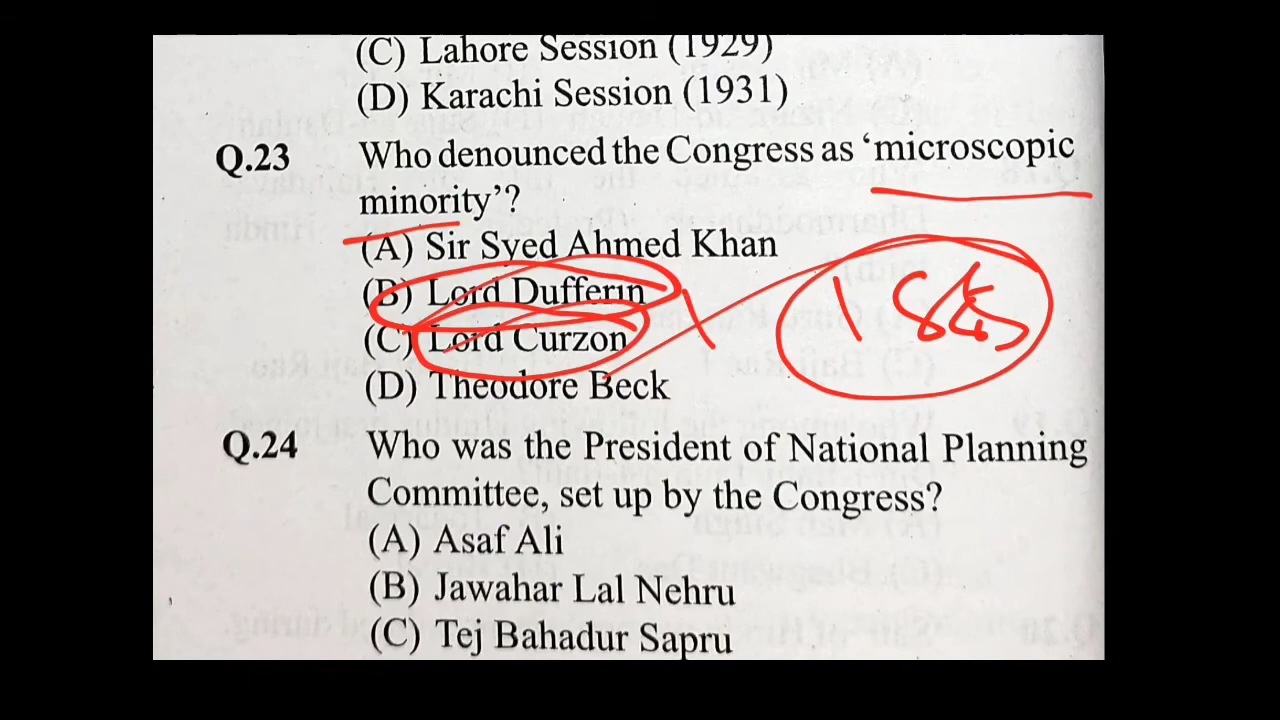 (C) Lahore Session (1929)
(D) Karachi Session (1931)
Q.23 Who denounced the Congress as ‘microscopic
minority’?
(A) Sir Syed Ahmed Khan
(B) Lord Dufferin
(C) Lord Curzon
(D) Theodore Beck
Q.24 Who was the President of National Planning
Committee, set up by the Congress?
(A) Asaf Ali
(B) Jawahar Lal Nehru
(C) Tej Bahadur Sapru